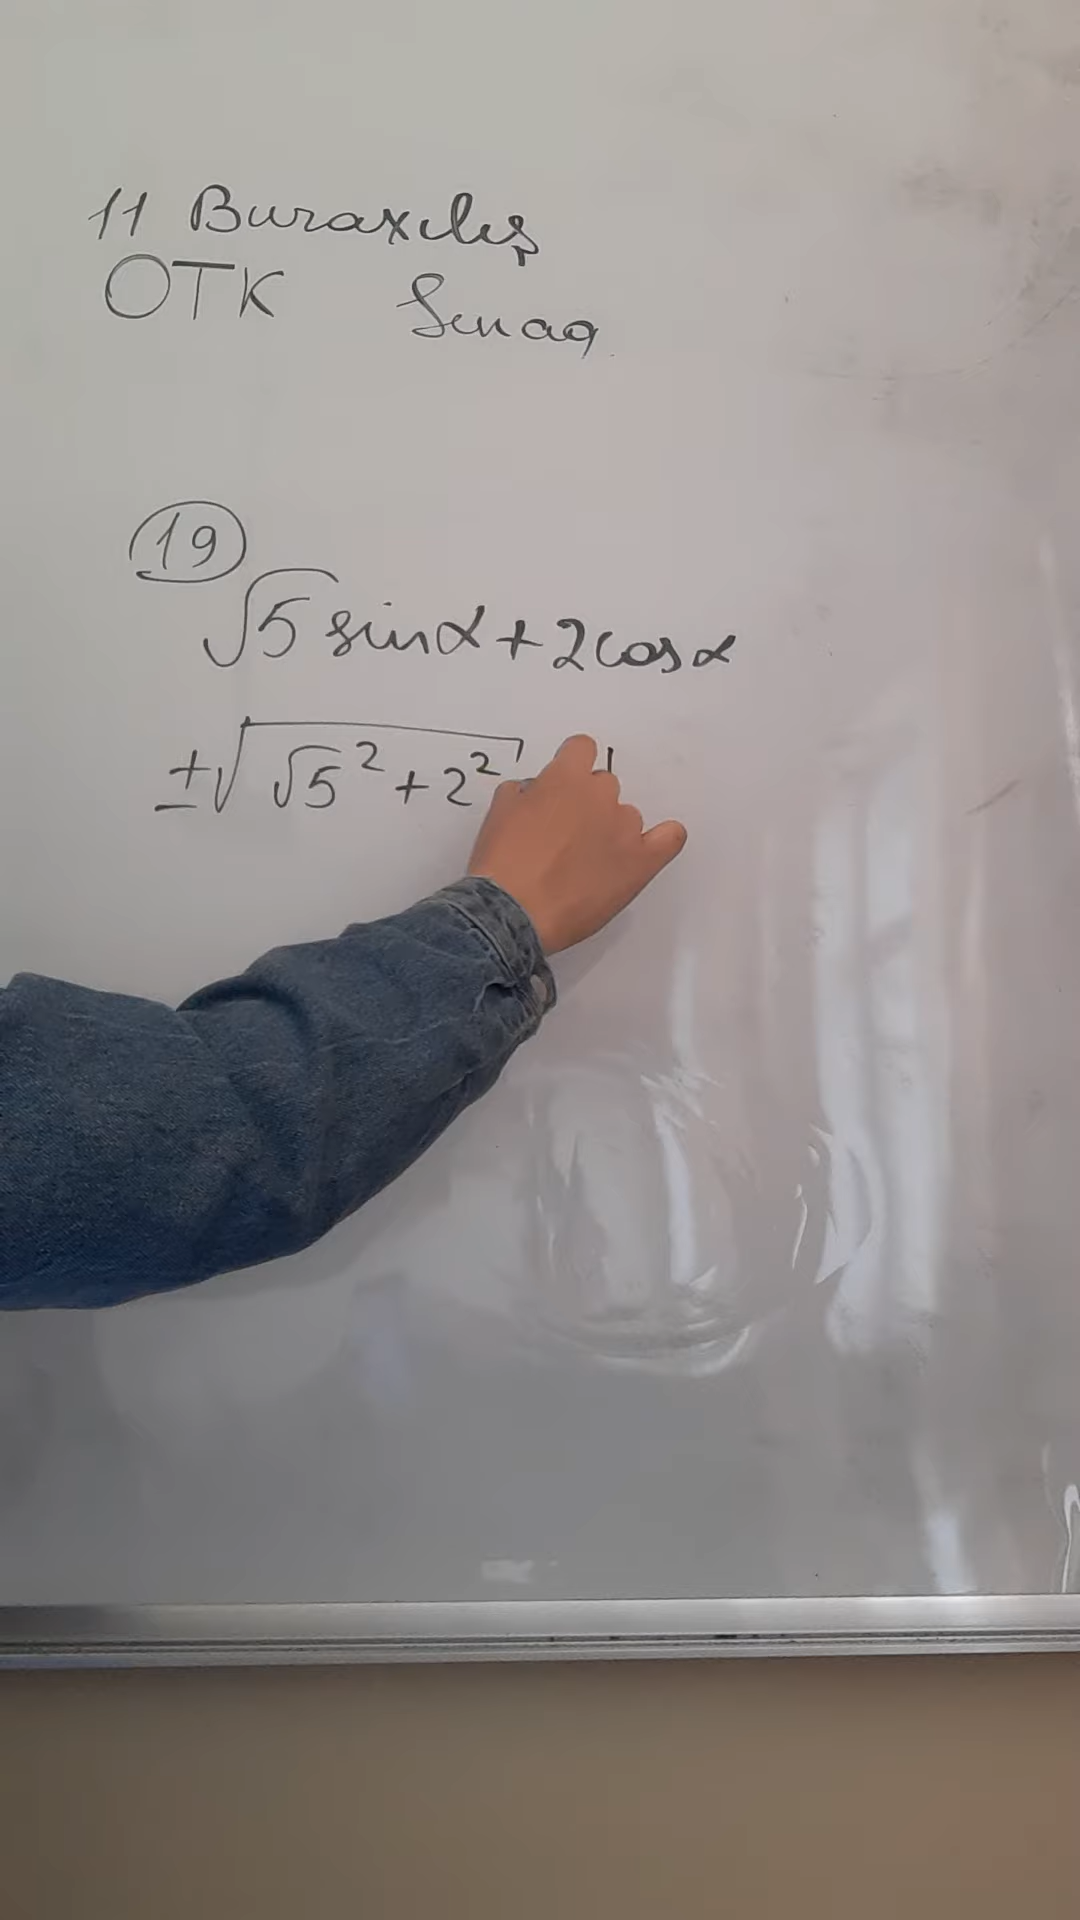 11 Buraxılış
OTK Sınaq
19
√5 sinα + 2cosα
±√(√5² + 2²)